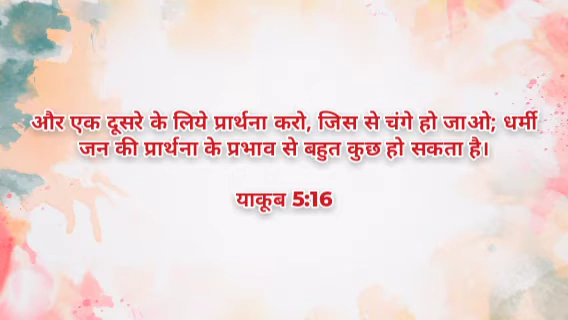 और एक दूसरे के लिये प्रार्थना करो, जिस से चंगे हो जाओ; धर्मी
जन की प्रार्थना के प्रभाव से बहुत कुछ हो सकता है।
याकूब 5:16